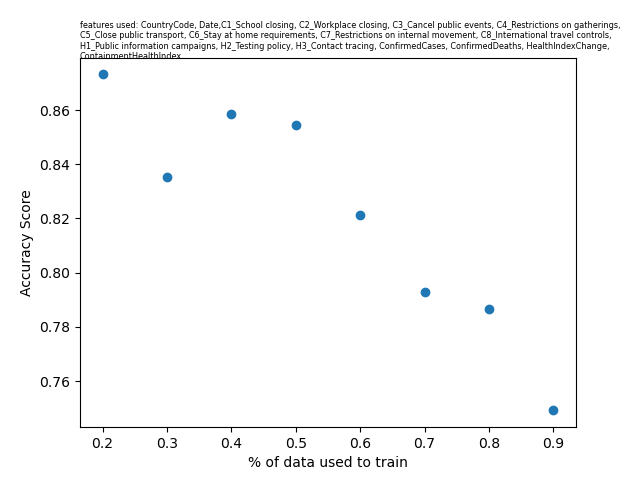 features used: CountryCode, Date,C1_School closing, C2_Workplace closing, C3_Cancel public events, C4_Restrictions on gatherings,
C5_Close public transport, C6_Stay at home requirements, C7_Restrictions on internal movement, C8_International travel controls,
H1_Public information campaigns, H2_Testing policy, H3_Contact tracing, ConfirmedCases, ConfirmedDeaths, HealthIndexChange,
ContainmentHealthIndex
0.86
0.84
0.82
0.80
0.78
0.76
Accuracy Score
0.2 0.3 0.4 0.5 0.6 0.7 0.8 0.9
% of data used to train